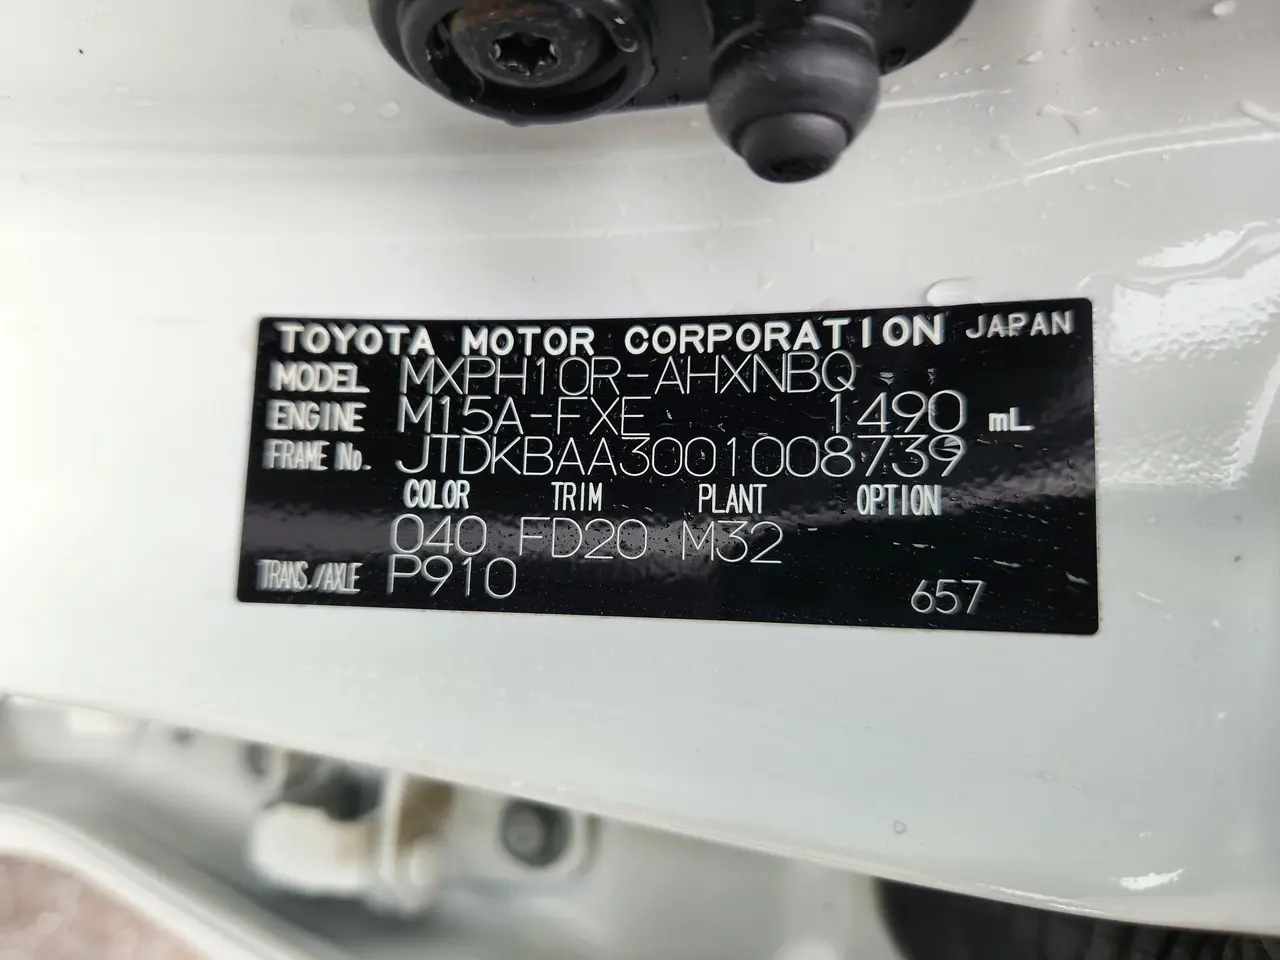 TOYOTA MOTOR CORPORATION JAPAN
MODEL MXPH10R-AHXNBQ
ENGINE M15A-FXE 1490 mL
FRAME No. JTDKBAA3001008739
COLOR TRIM PLANT OPTION
040 FD20 M32
TRANS./AXLE P910 657